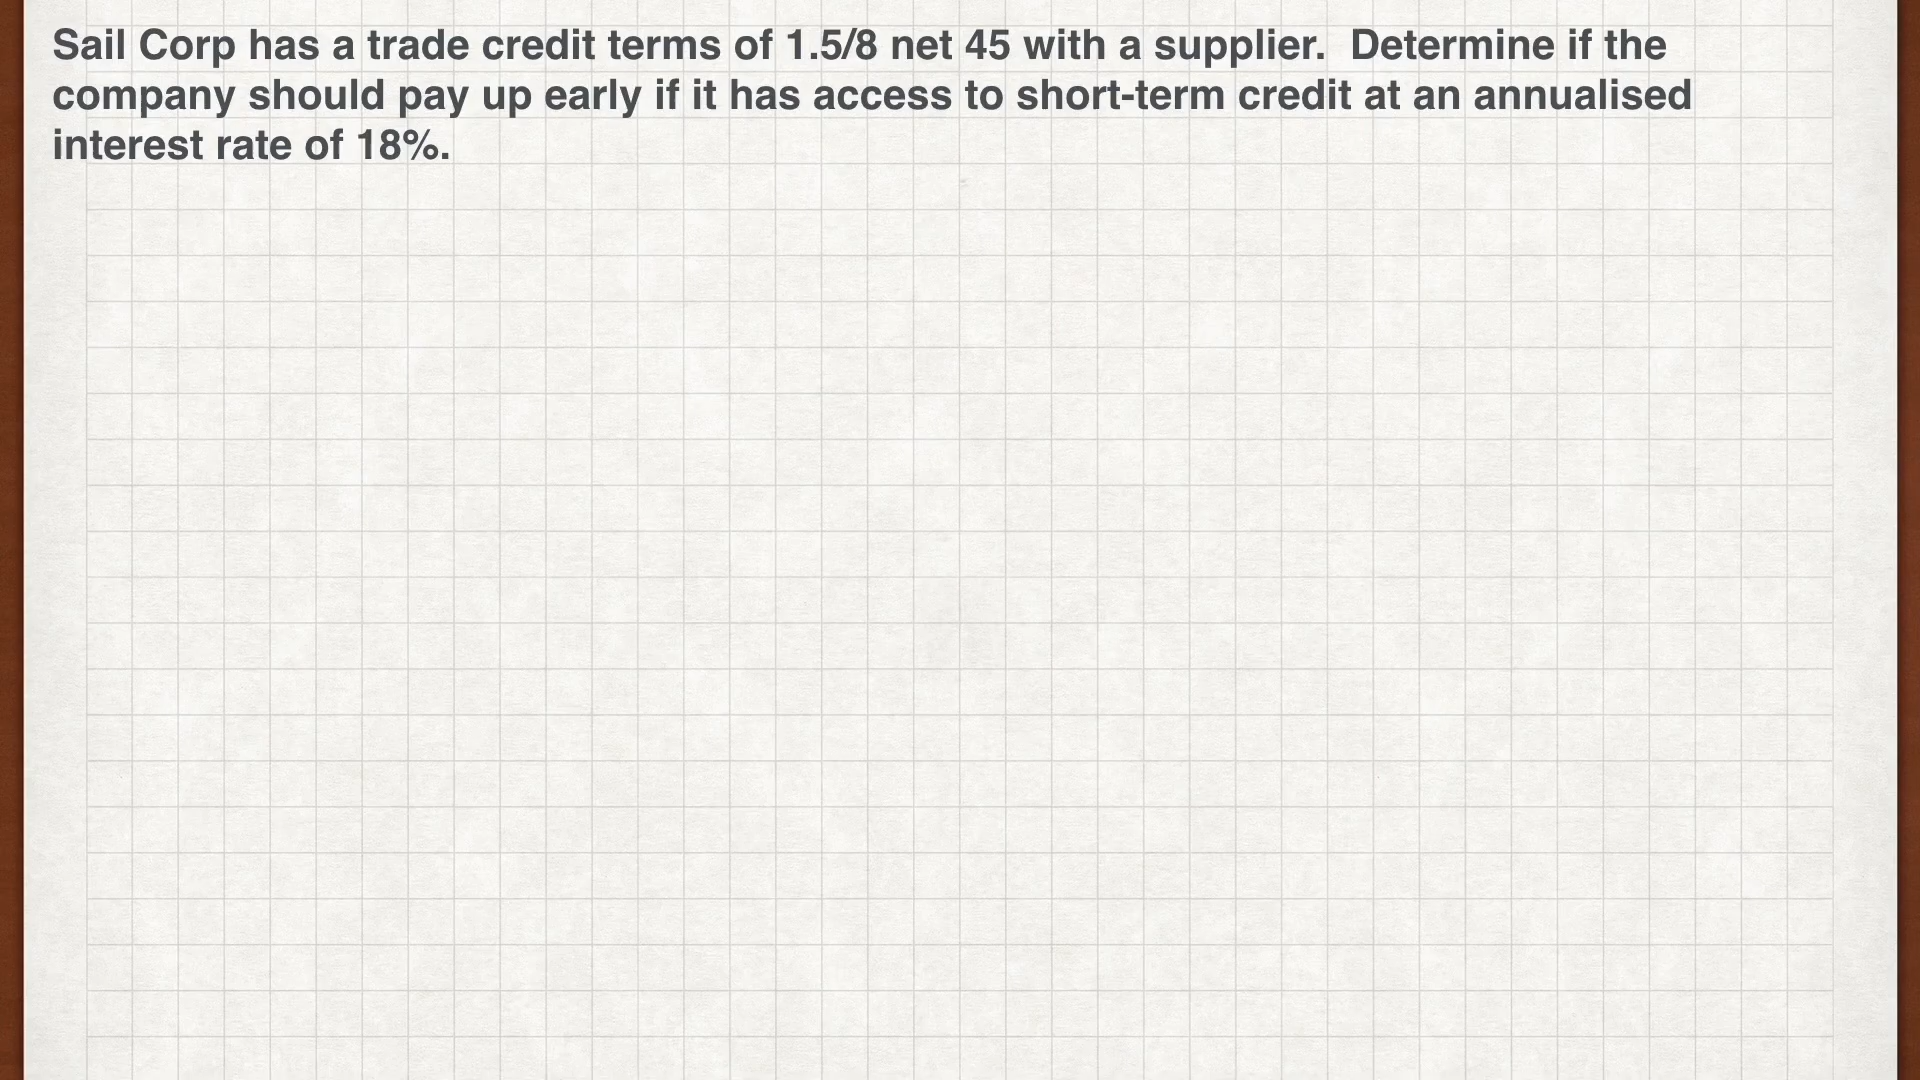 Sail Corp has a trade credit terms of 1.5/8 net 45 with a supplier.  Determine if the
company should pay up early if it has access to short-term credit at an annualised
interest rate of 18%.